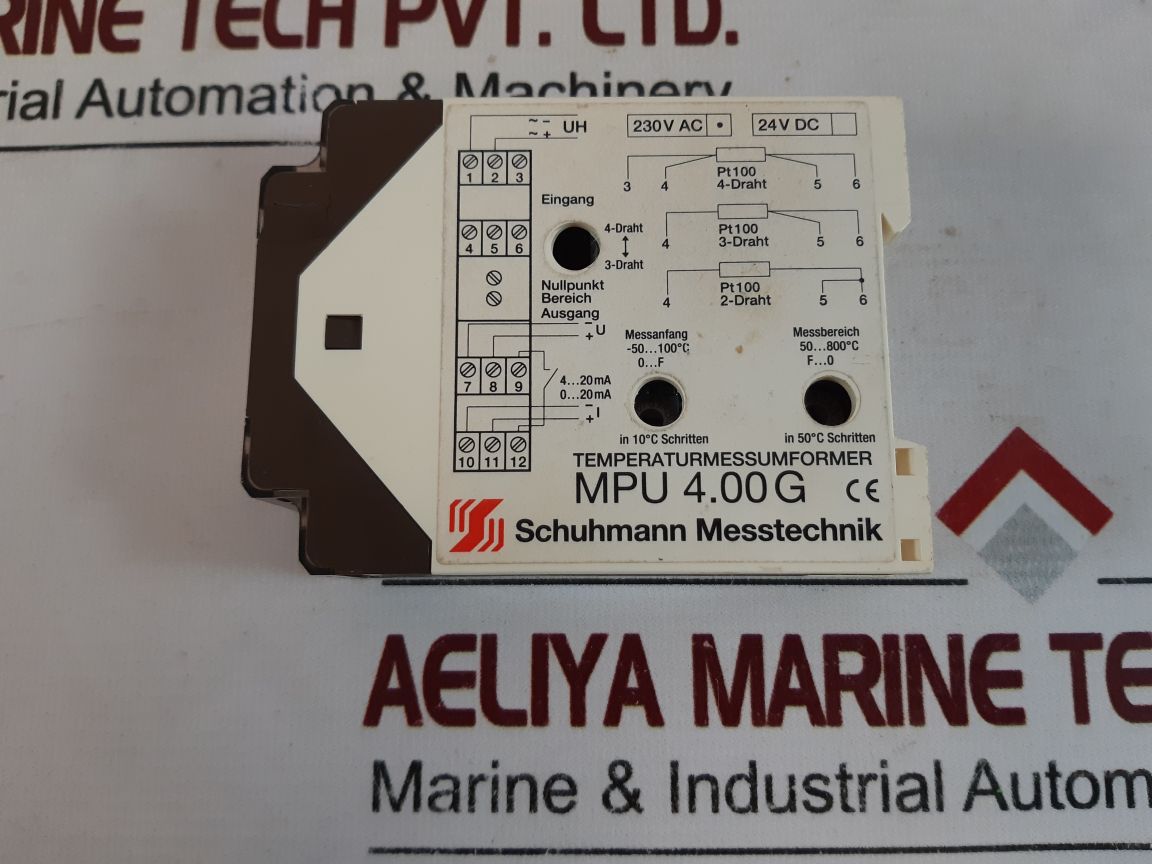 RINE TECH PVT. LTD.
rial Automation & Machinery
~ −
~ + UH
230V AC •
24V DC
1 2 3
Eingang
4 5 6
4-Draht
3-Draht
3 4 Pt100 5 6
4-Draht
4 Pt100 5 6
3-Draht
4 Pt100 5 6
2-Draht
Nullpunkt
Bereich
Ausgang
− U
+
7 8 9
4...20mA
0...20mA
− I
+
10 11 12
Messanfang
-50...100°C
0...F
in 10°C Schritten
Messbereich
50...800°C
F...0
in 50°C Schritten
TEMPERATURMESSUMFORMER
MPU 4.00G CE
Schuhmann Messtechnik
AELIYA MARINE TE
Marine & Industrial Autom